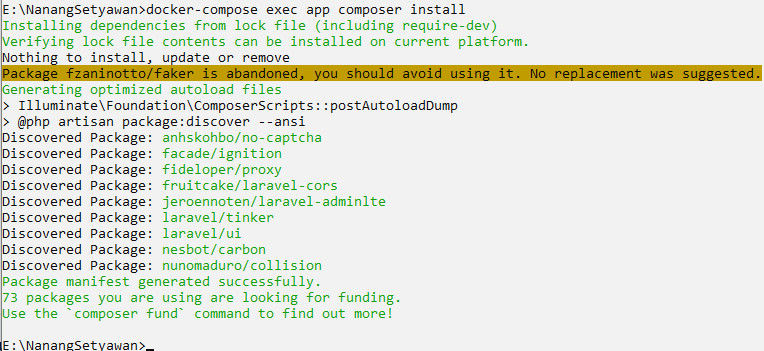 E:\NanangSetyawan>docker-compose exec app composer install
Installing dependencies from lock file (including require-dev)
Verifying lock file contents can be installed on current platform.
Nothing to install, update or remove
Package fzaninotto/faker is abandoned, you should avoid using it. No replacement was suggested.
Generating optimized autoload files
> Illuminate\Foundation\ComposerScripts::postAutoloadDump
> @php artisan package:discover --ansi
Discovered Package: anhskohbo/no-captcha
Discovered Package: facade/ignition
Discovered Package: fideloper/proxy
Discovered Package: fruitcake/laravel-cors
Discovered Package: jeroennoten/laravel-adminlte
Discovered Package: laravel/tinker
Discovered Package: laravel/ui
Discovered Package: nesbot/carbon
Discovered Package: nunomaduro/collision
Package manifest generated successfully.
73 packages you are using are looking for funding.
Use the `composer fund` command to find out more!
E:\NanangSetyawan>